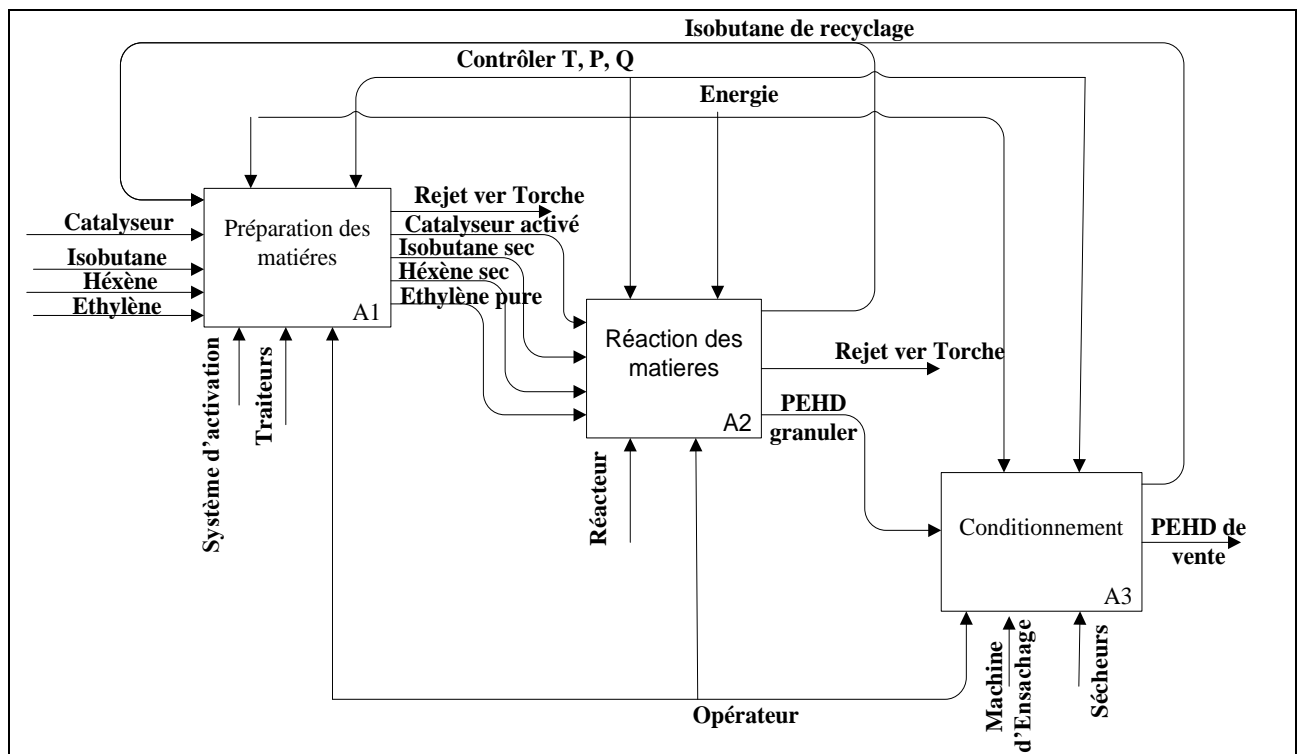 Isobutane de recyclage
Contrôler T, P, Q
Energie
Catalyseur
Isobutane
Héxène
Ethylène
Préparation des
matiéres
A1
Rejet ver Torche
Catalyseur activé
Isobutane sec
Héxène sec
Ethylène pure
Système d'activation
Traiteurs
Réaction des
matieres
A2
Rejet ver Torche
PEHD
granuler
Réacteur
Conditionnement
A3
PEHD de
vente
Opérateur
Machine
d'Ensachage
Sécheurs